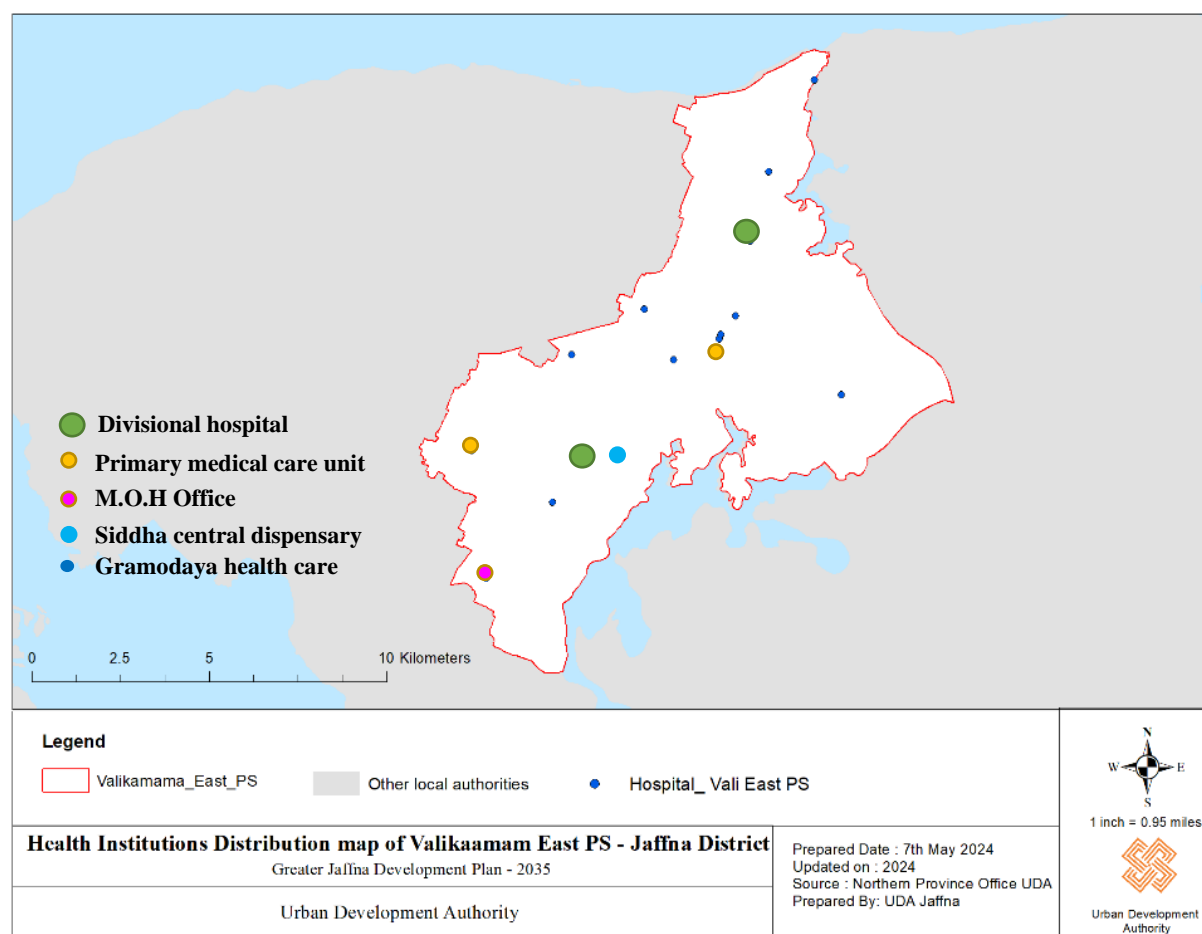 Divisional hospital
Primary medical care unit
M.O.H Office
Siddha central dispensary
Gramodaya health care
0 2.5 5 10 Kilometers
Legend
Valikamama_East_PS
Other local authorities
Hospital_ Vali East PS
N
W E
S
1 inch = 0.95 miles
Health Institutions Distribution map of Valikaamam East PS - Jaffna District
Greater Jaffna Development Plan - 2035
Urban Development Authority
Prepared Date : 7th May 2024
Updated on : 2024
Source : Northern Province Office UDA
Prepared By: UDA Jaffna
Urban Development
Authority